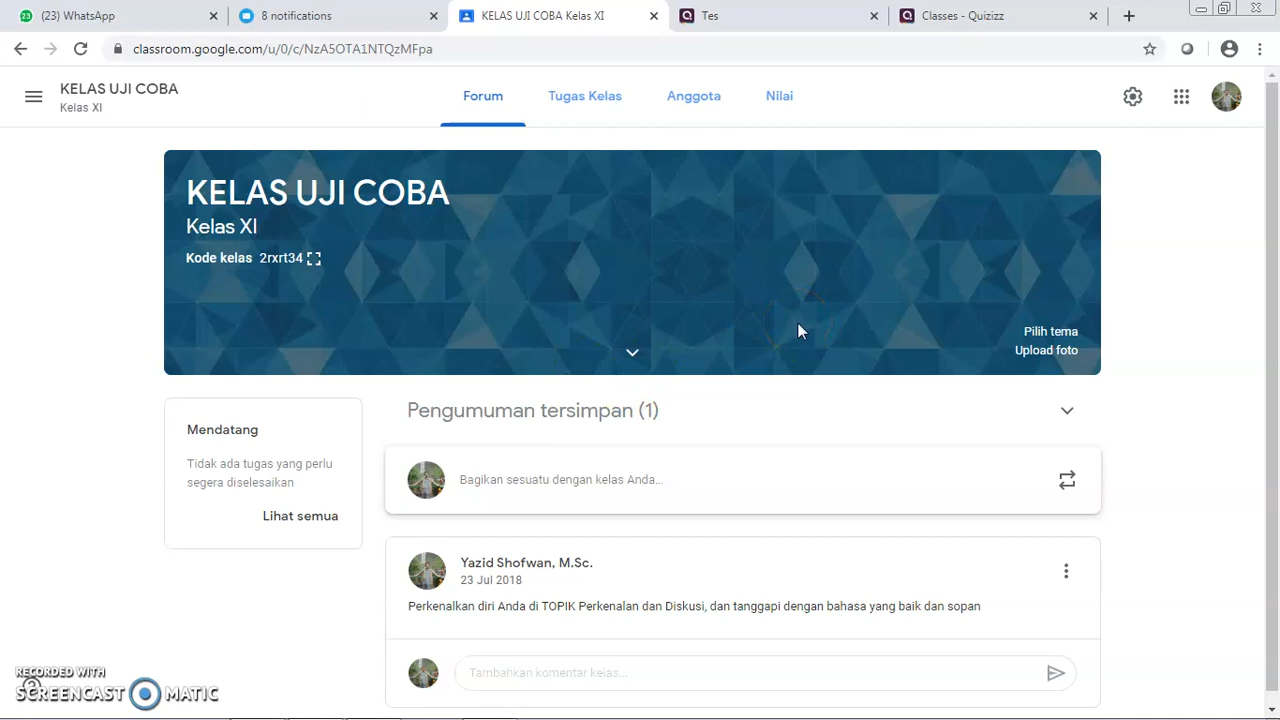 (23) WhatsApp
8 notifications
KELAS UJI COBA Kelas XI
Tes
Classes - Quizizz
classroom.google.com/u/0/c/NzA5OTA1NTQzMFpa
KELAS UJI COBA
Kelas XI
Forum
Tugas Kelas
Anggota
Nilai
KELAS UJI COBA
Kelas XI
Kode kelas 2rxrt34
Pilih tema
Upload foto
Mendatang
Tidak ada tugas yang perlu
segera diselesaikan
Lihat semua
Pengumuman tersimpan (1)
Bagikan sesuatu dengan kelas Anda...
Yazid Shofwan, M.Sc.
23 Jul 2018
Perkenalkan diri Anda di TOPIK Perkenalan dan Diskusi, dan tanggapi dengan bahasa yang baik dan sopan
Tambahkan komentar kelas...
RECORDED WITH
SCREENCAST MATIC